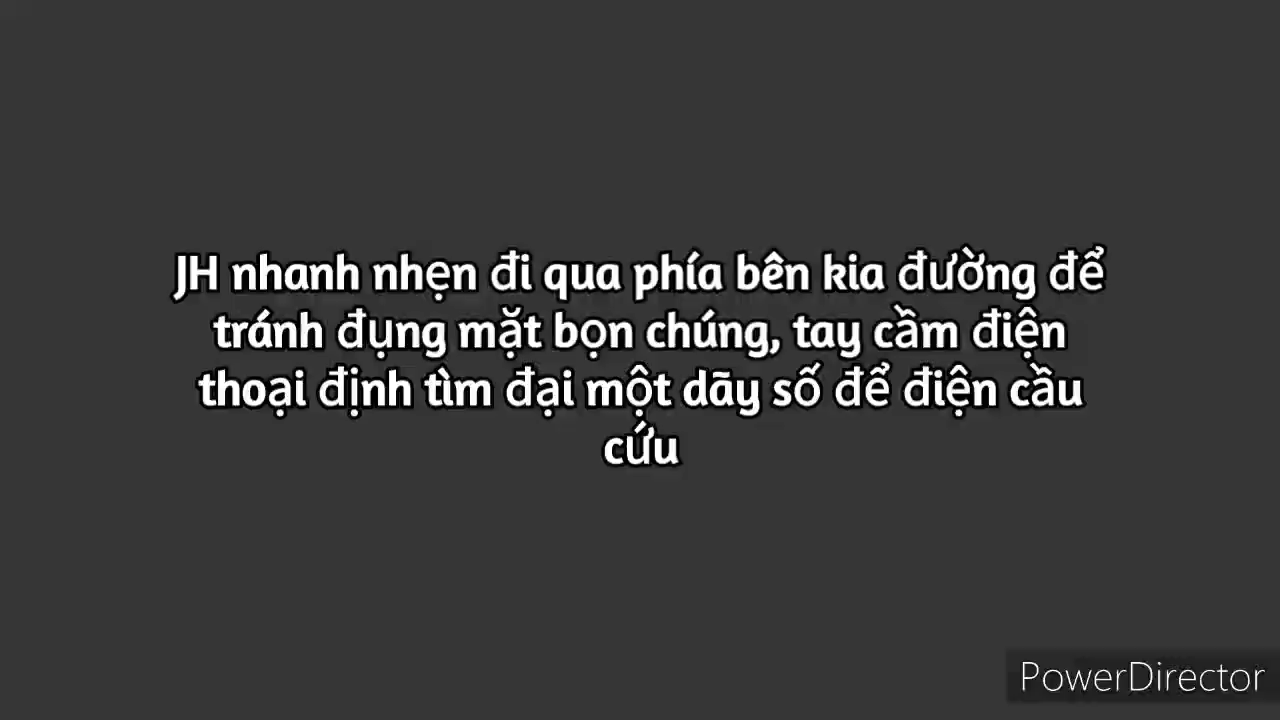 JH nhanh nhẹn đi qua phía bên kia đường để
tránh đụng mặt bọn chúng, tay cầm điện
thoại định tìm đại một dãy số để điện cầu
cứu
PowerDirector